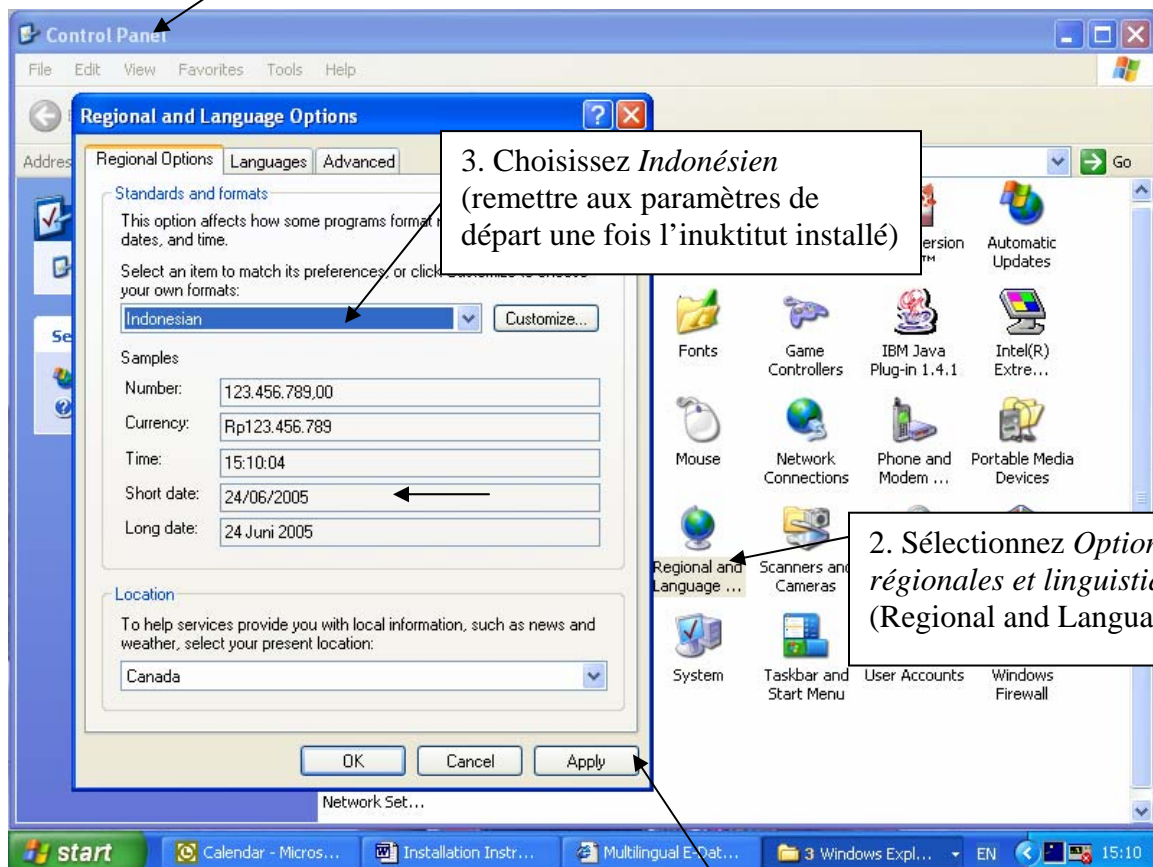 Control Panel
File Edit View Favorites Tools Help
Regional and Language Options
Regional Options Languages Advanced
3. Choisissez Indonésien
(remettre aux paramètres de
départ une fois l’inuktitut installé)
Addres
Go
Standards and formats
This option affects how some programs format
dates, and time.
Select an item to match its preferences, or click
your own formats:
Indonesian
Customize...
Samples
Number: 123.456.789,00
Currency: Rp123.456.789
Time: 15:10:04
Short date: 24/06/2005
Long date: 24 Juni 2005
Location
To help services provide you with local information, such as news and
weather, select your present location:
Canada
OK Cancel Apply
Se
ersion
TM
Automatic
Updates
Fonts
Game
Controllers
IBM Java
Plug-in 1.4.1
Intel(R)
Extre...
Mouse
Network
Connections
Phone and
Modem ...
Portable Media
Devices
Regional and
Language ...
Scanners and
Cameras
2. Sélectionnez Option
régionales et linguisti
(Regional and Langua
System
Taskbar and
Start Menu
User Accounts
Windows
Firewall
Network Set...
start
Calendar - Micros...
Installation Instr...
Multilingual E-Dat...
3 Windows Expl...
EN
15:10